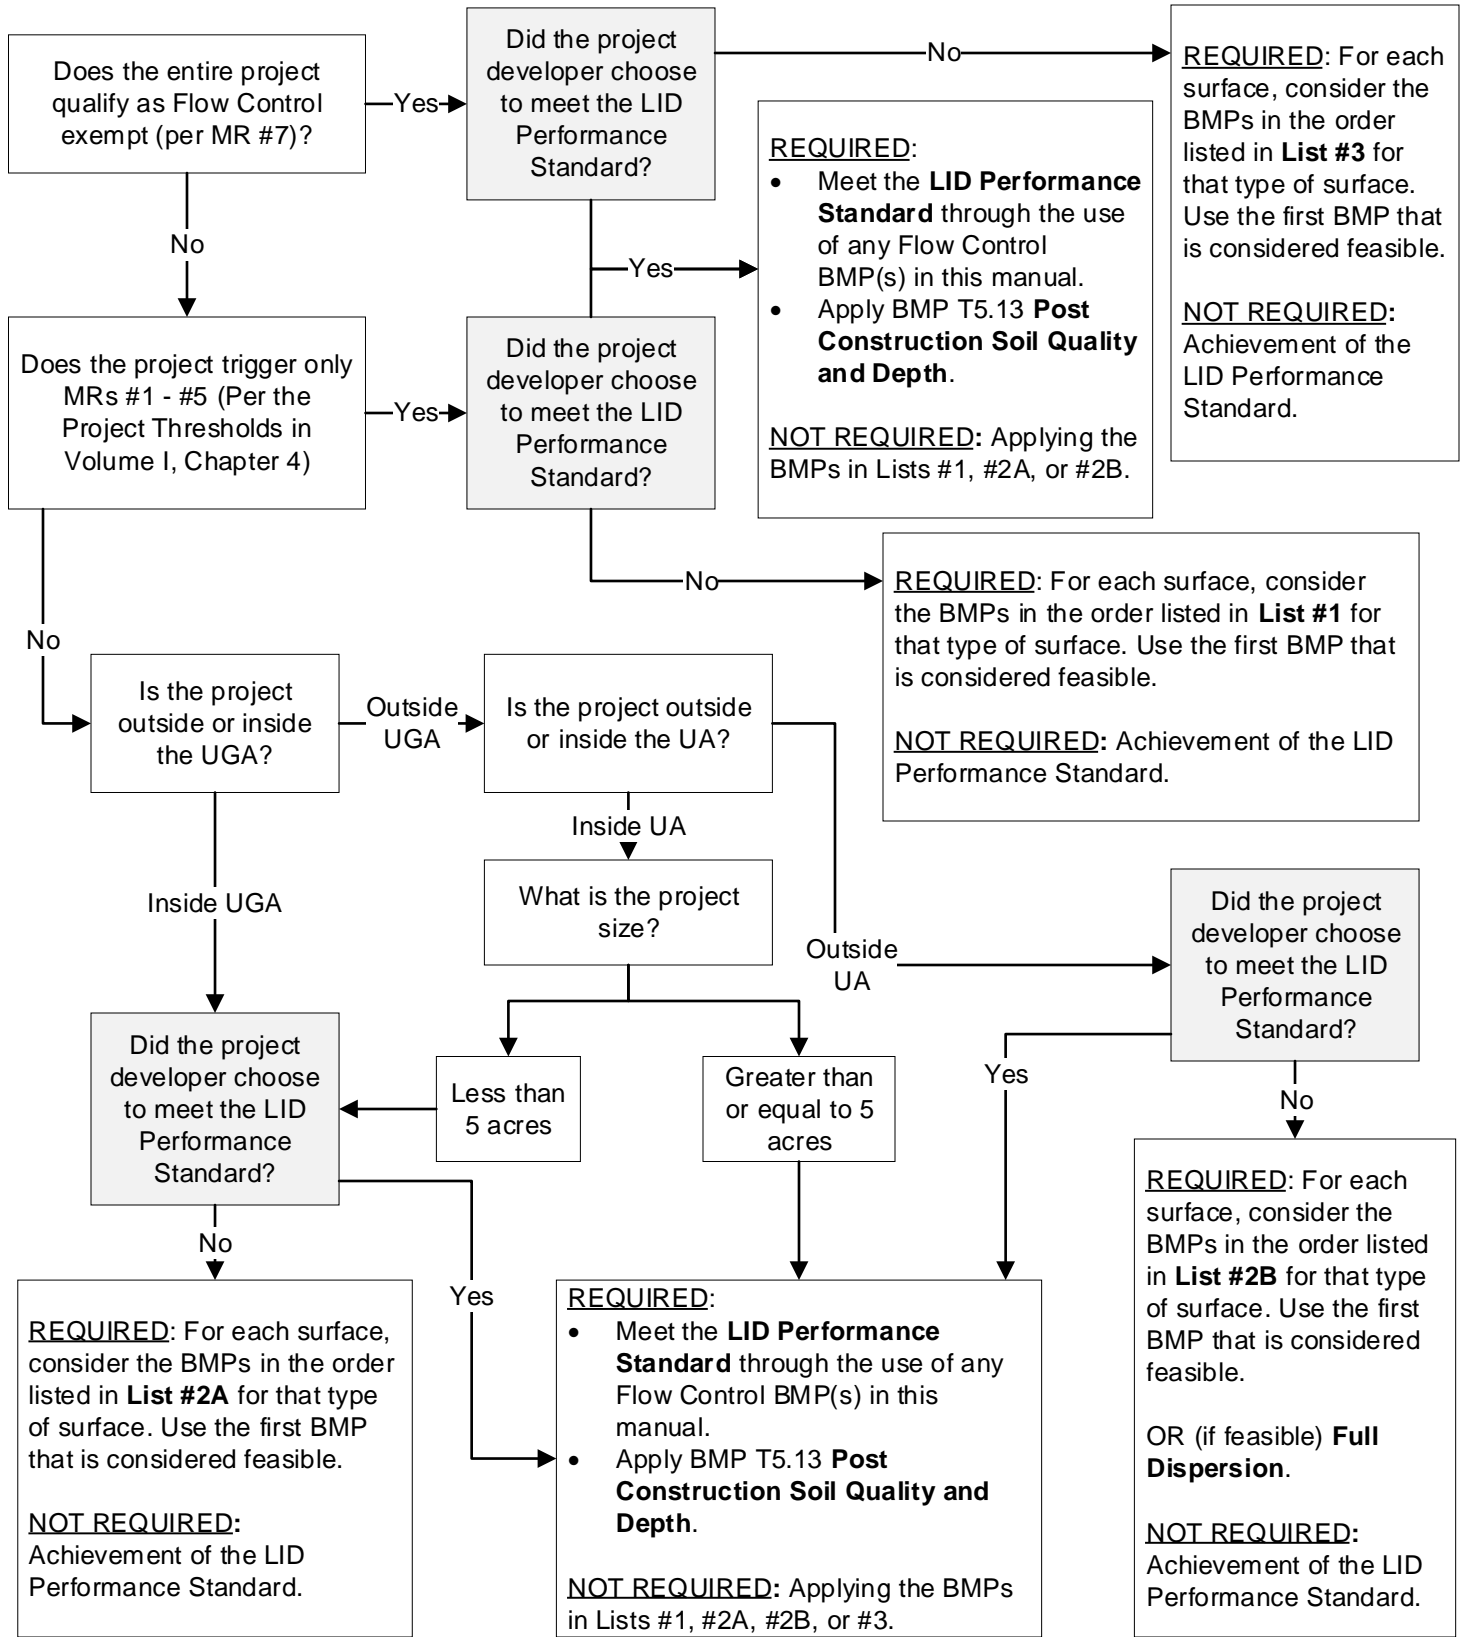 Does the entire project
qualify as Flow Control
exempt (per MR #7)?
Yes
Did the project
developer choose
to meet the LID
Performance
Standard?
No
REQUIRED: For each
surface, consider the
BMPs in the order
listed in List #3 for
that type of surface.
Use the first BMP that
is considered feasible.
NOT REQUIRED:
Achievement of the
LID Performance
Standard.
No
Yes
REQUIRED:
• Meet the LID Performance
Standard through the use
of any Flow Control
BMP(s) in this manual.
• Apply BMP T5.13 Post
Construction Soil Quality
and Depth.
NOT REQUIRED: Applying the
BMPs in Lists #1, #2A, or #2B.
Does the project trigger only
MRs #1 - #5 (Per the
Project Thresholds in
Volume I, Chapter 4)
Yes
Did the project
developer choose
to meet the LID
Performance
Standard?
No
REQUIRED: For each surface, consider
the BMPs in the order listed in List #1 for
that type of surface. Use the first BMP that
is considered feasible.
NOT REQUIRED: Achievement of the LID
Performance Standard.
No
Is the project
outside or inside
the UGA?
Outside
UGA
Is the project outside
or inside the UA?
Inside UA
What is the project
size?
Inside UGA
Outside
UA
Did the project
developer choose
to meet the LID
Performance
Standard?
Did the project
developer choose
to meet the LID
Performance
Standard?
Less than
5 acres
Greater than
or equal to 5
acres
Yes
No
No
Yes
REQUIRED: For each surface,
consider the BMPs in the order
listed in List #2A for that type
of surface. Use the first BMP
that is considered feasible.
NOT REQUIRED:
Achievement of the LID
Performance Standard.
REQUIRED:
• Meet the LID Performance
Standard through the use of any
Flow Control BMP(s) in this
manual.
• Apply BMP T5.13 Post
Construction Soil Quality and
Depth.
NOT REQUIRED: Applying the BMPs
in Lists #1, #2A, #2B, or #3.
REQUIRED: For each
surface, consider the
BMPs in the order listed
in List #2B for that type
of surface. Use the first
BMP that is considered
feasible.
OR (if feasible) Full
Dispersion.
NOT REQUIRED:
Achievement of the LID
Performance Standard.